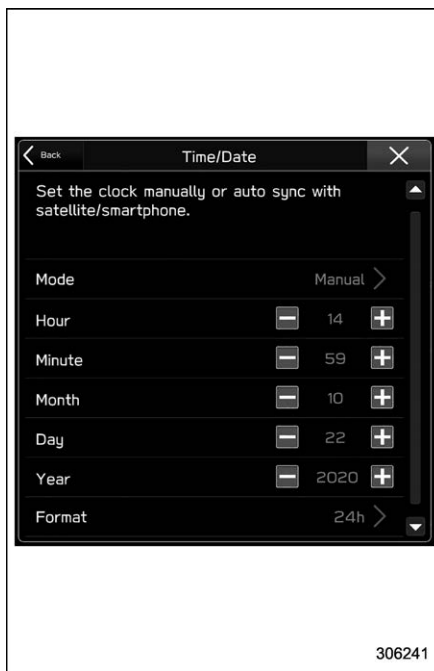 Back
Time/Date
Set the clock manually or auto sync with
satellite/smartphone.
Mode Manual
Hour 14
Minute 59
Month 10
Day 22
Year 2020
Format 24h
306241